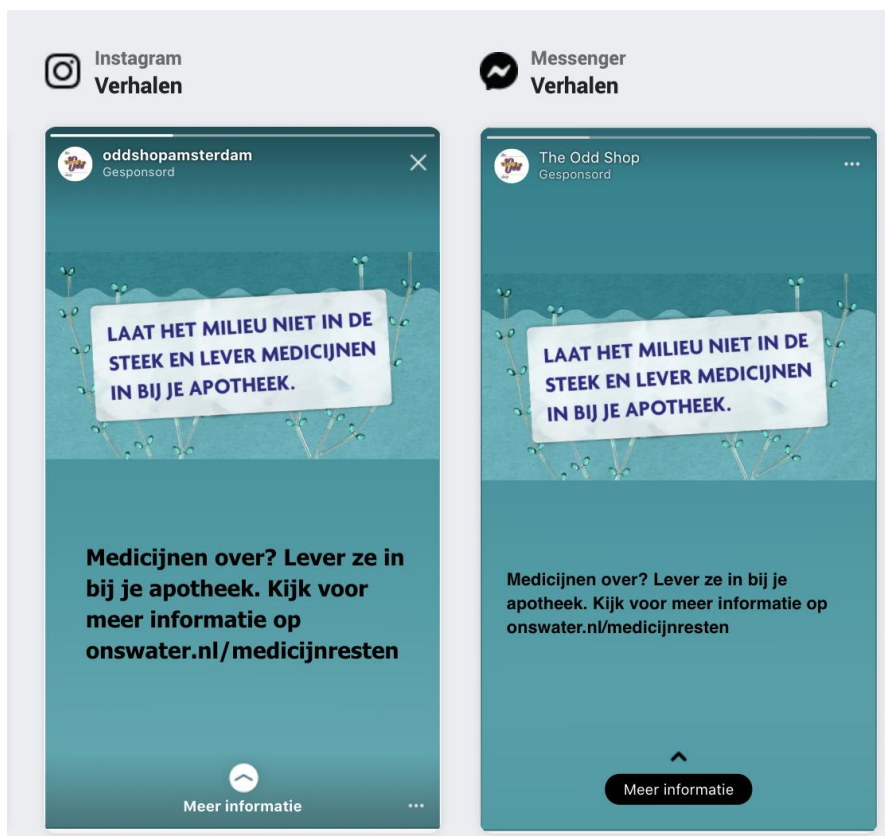 Instagram
Verhalen
oddshopamsterdam
Gesponsord
LAAT HET MILIEU NIET IN DE
STEEK EN LEVER MEDICIJNEN
IN BIJ JE APOTHEEK.
Medicijnen over? Lever ze in
bij je apotheek. Kijk voor
meer informatie op
onswater.nl/medicijnresten
Meer informatie
Messenger
Verhalen
The Odd Shop
Gesponsord
LAAT HET MILIEU NIET IN DE
STEEK EN LEVER MEDICIJNEN
IN BIJ JE APOTHEEK.
Medicijnen over? Lever ze in bij je
apotheek. Kijk voor meer informatie op
onswater.nl/medicijnresten
Meer informatie